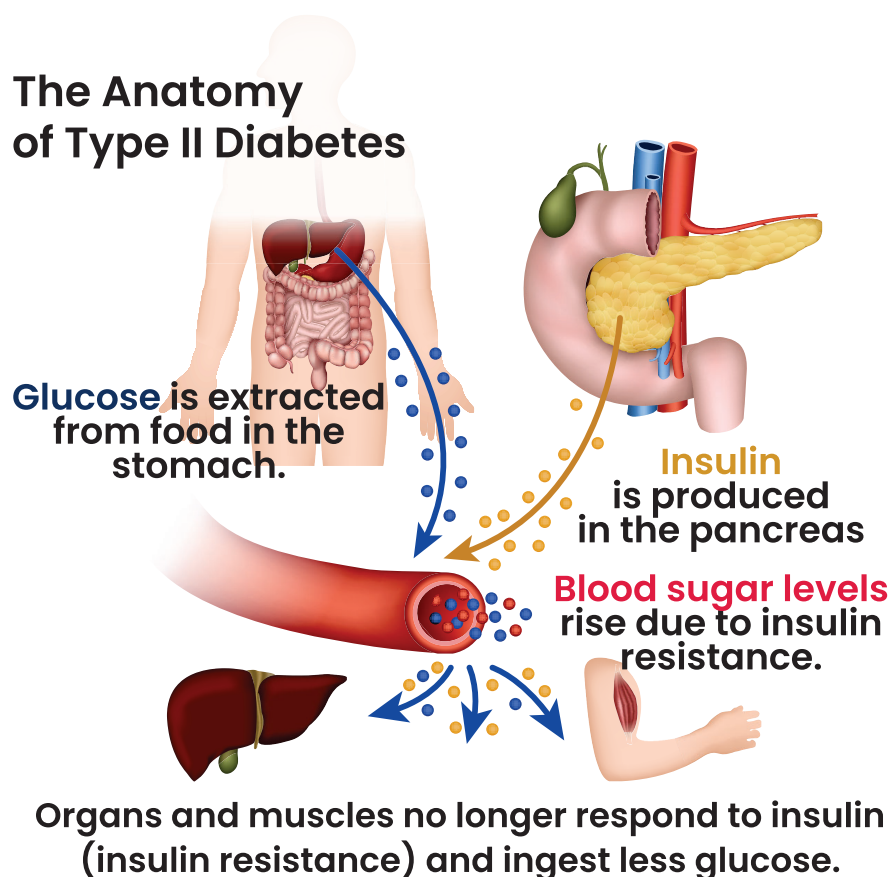 The Anatomy
of Type II Diabetes
Glucose is extracted
from food in the
stomach.
Insulin
is produced
in the pancreas
Blood sugar levels
rise due to insulin
resistance.
Organs and muscles no longer respond to insulin
(insulin resistance) and ingest less glucose.